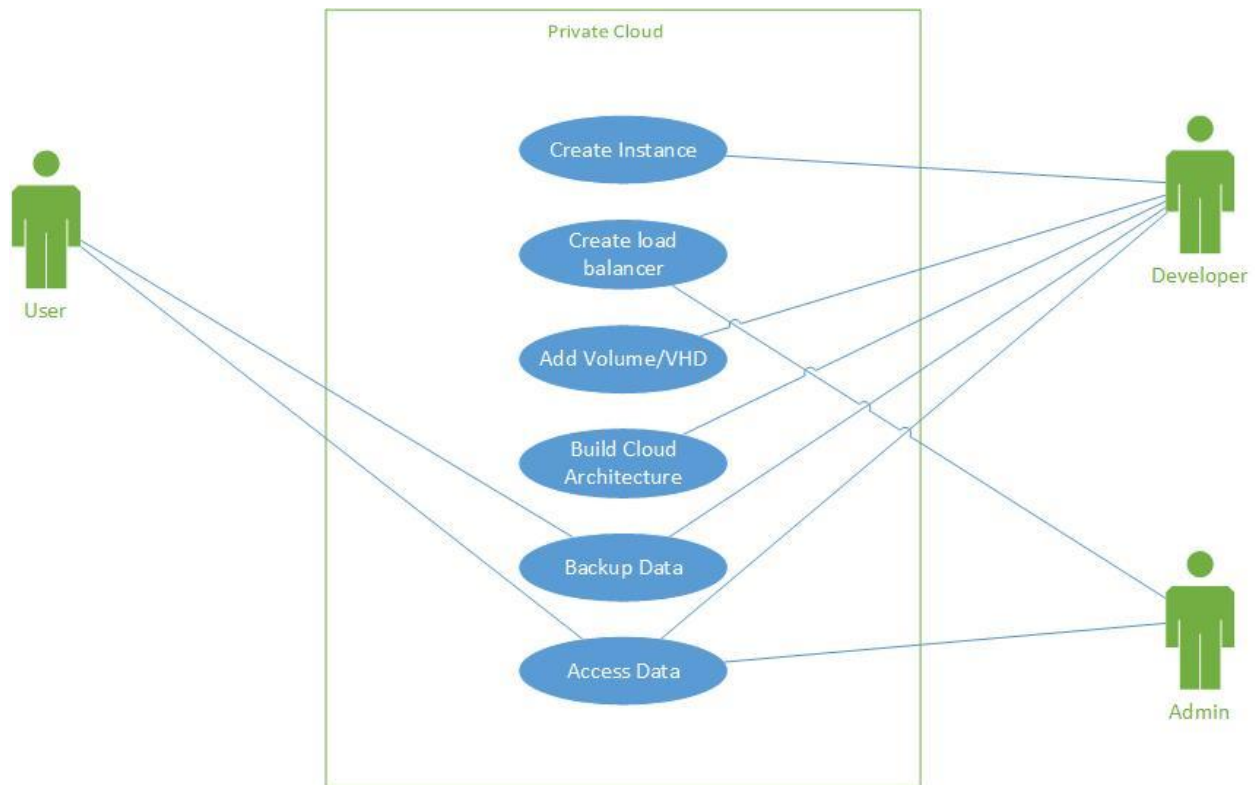 Private Cloud
Create Instance
Create load
balancer
Add Volume/VHD
Build Cloud
Architecture
Backup Data
Access Data
User
Developer
Admin